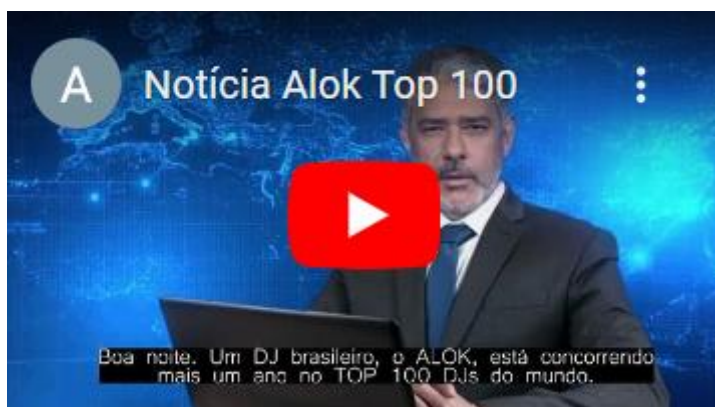 A
Notícia Alok Top 100
Boa noite. Um DJ brasileiro, o ALOK, está concorrendo
mais um ano no TOP 100 DJs do mundo.